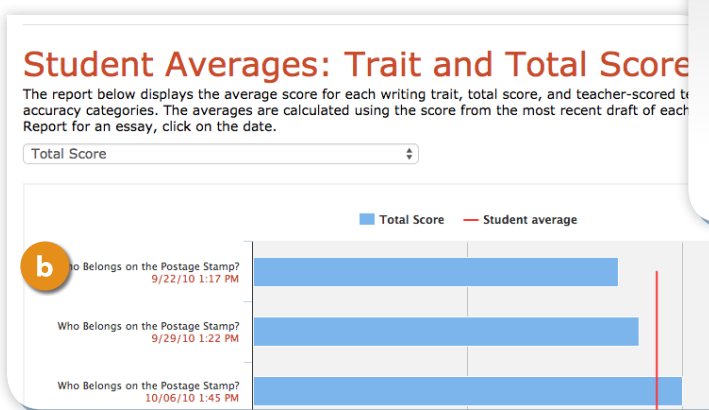 Student Averages: Trait and Total Score
The report below displays the average score for each writing trait, total score, and teacher-scored
accuracy categories. The averages are calculated using the score from the most recent draft of each
Report for an essay, click on the date.
Total Score
Total Score
Student average
b
Belongs on the Postage Stamp?
9/22/10 1:17 PM
Who Belongs on the Postage Stamp?
9/29/10 1:22 PM
Who Belongs on the Postage Stamp?
10/06/10 1:45 PM